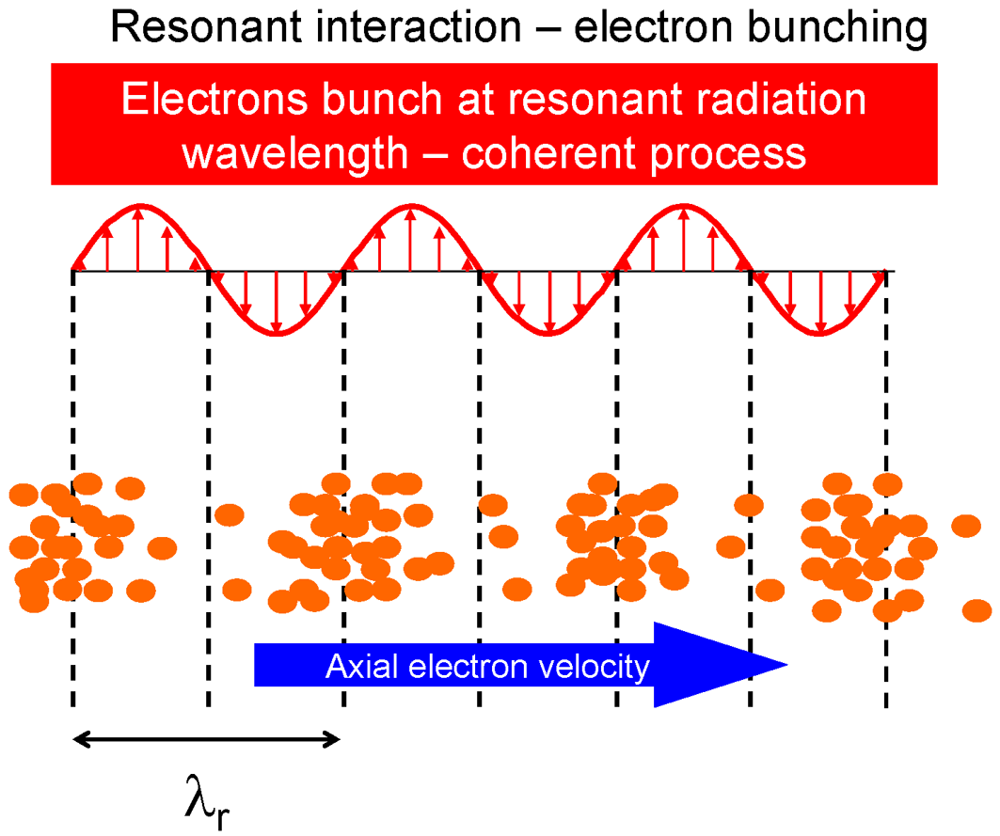 Resonant interaction – electron bunching
Electrons bunch at resonant radiation
wavelength – coherent process
Axial electron velocity
λr